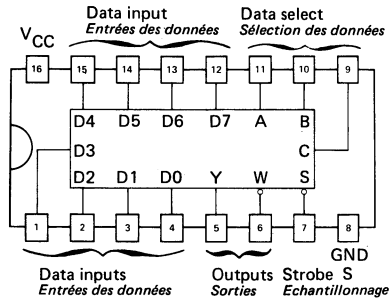 Data input Data select
Entrées des données Sélection des données
VCC
16 15 14 13 12 11 10 9
D4 D5 D6 D7 A B
D3 C
D2 D1 D0 Y W S
1 2 3 4 5 6 7 8
GND
Data inputs Outputs Strobe S
Entrées des données Sorties Echantillonnage